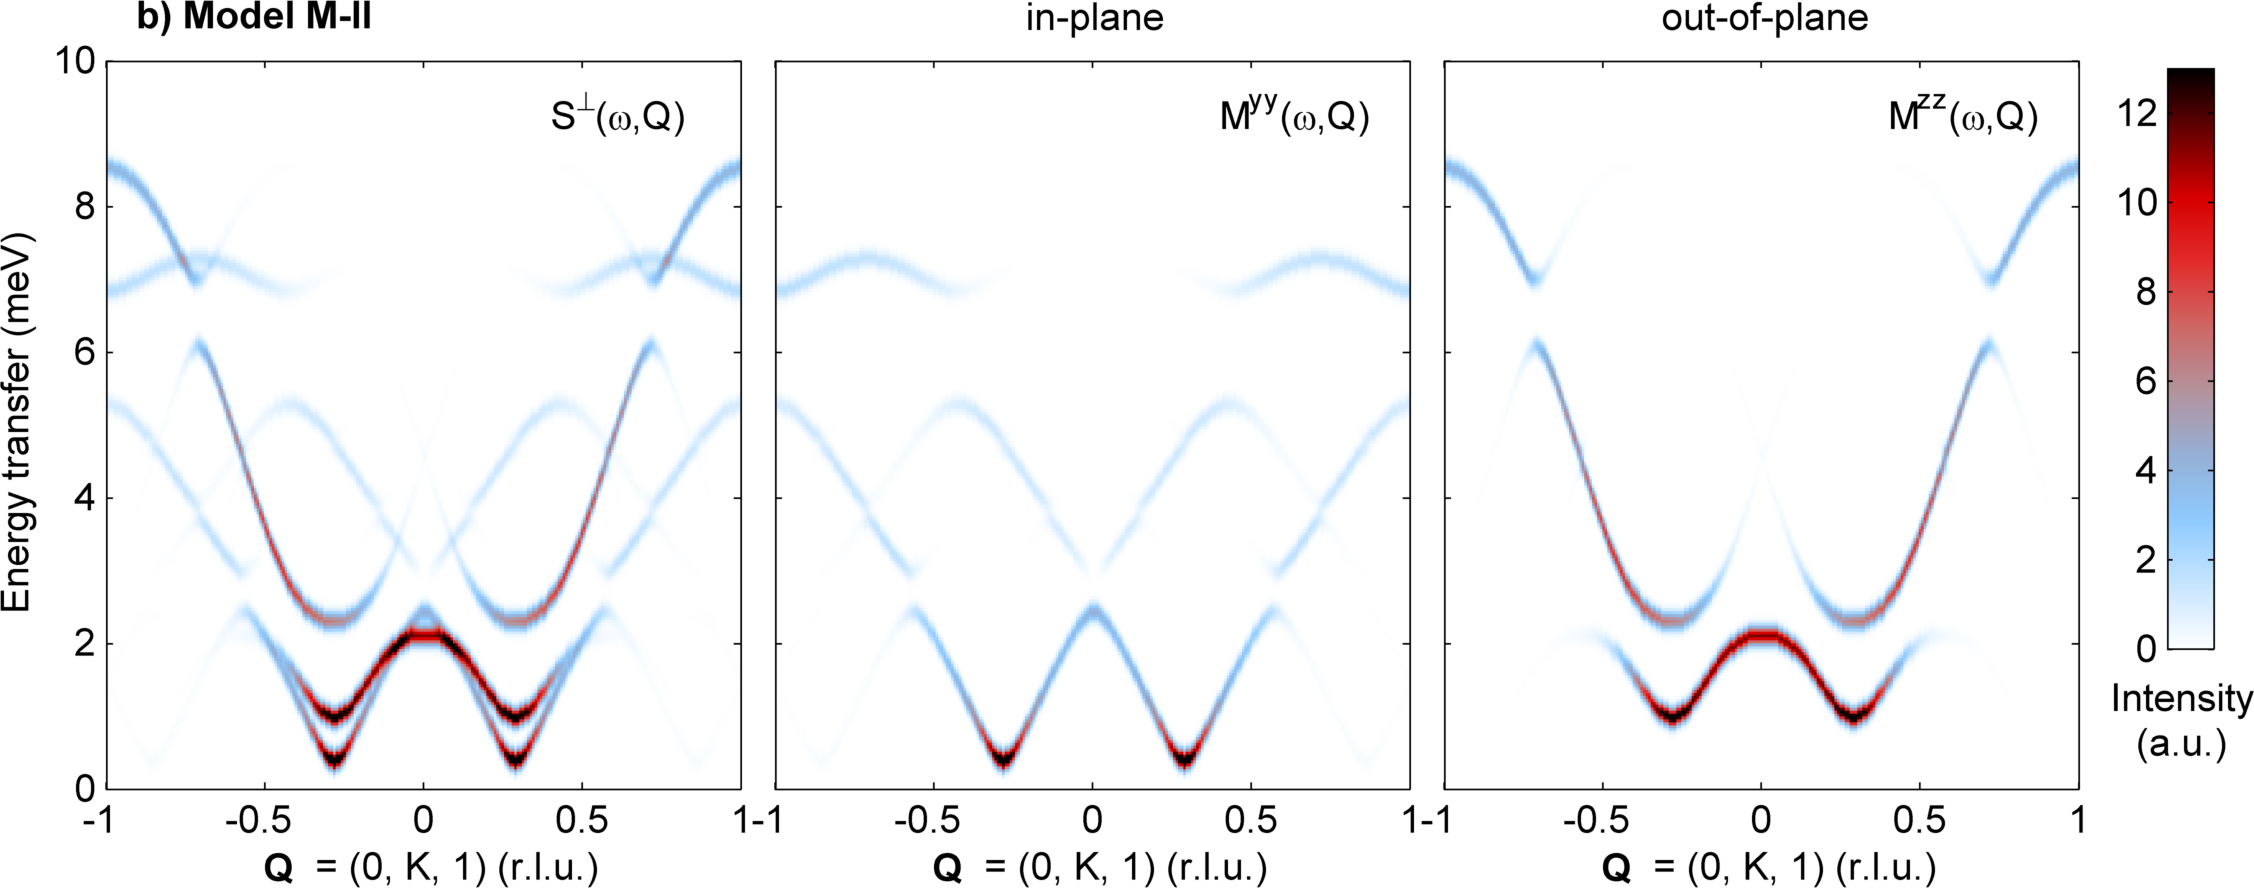 b) Model M-II
in-plane
out-of-plane
S⊥(ω,Q)
Myy(ω,Q)
Mzz(ω,Q)
Energy transfer (meV)
10
8
6
4
2
0
-1 -0.5 0 0.5 1
-1 -0.5 0 0.5 1
-1 -0.5 0 0.5 1
Q = (0, K, 1) (r.l.u.)
Q = (0, K, 1) (r.l.u.)
Q = (0, K, 1) (r.l.u.)
12
10
8
6
4
2
0
Intensity
(a.u.)